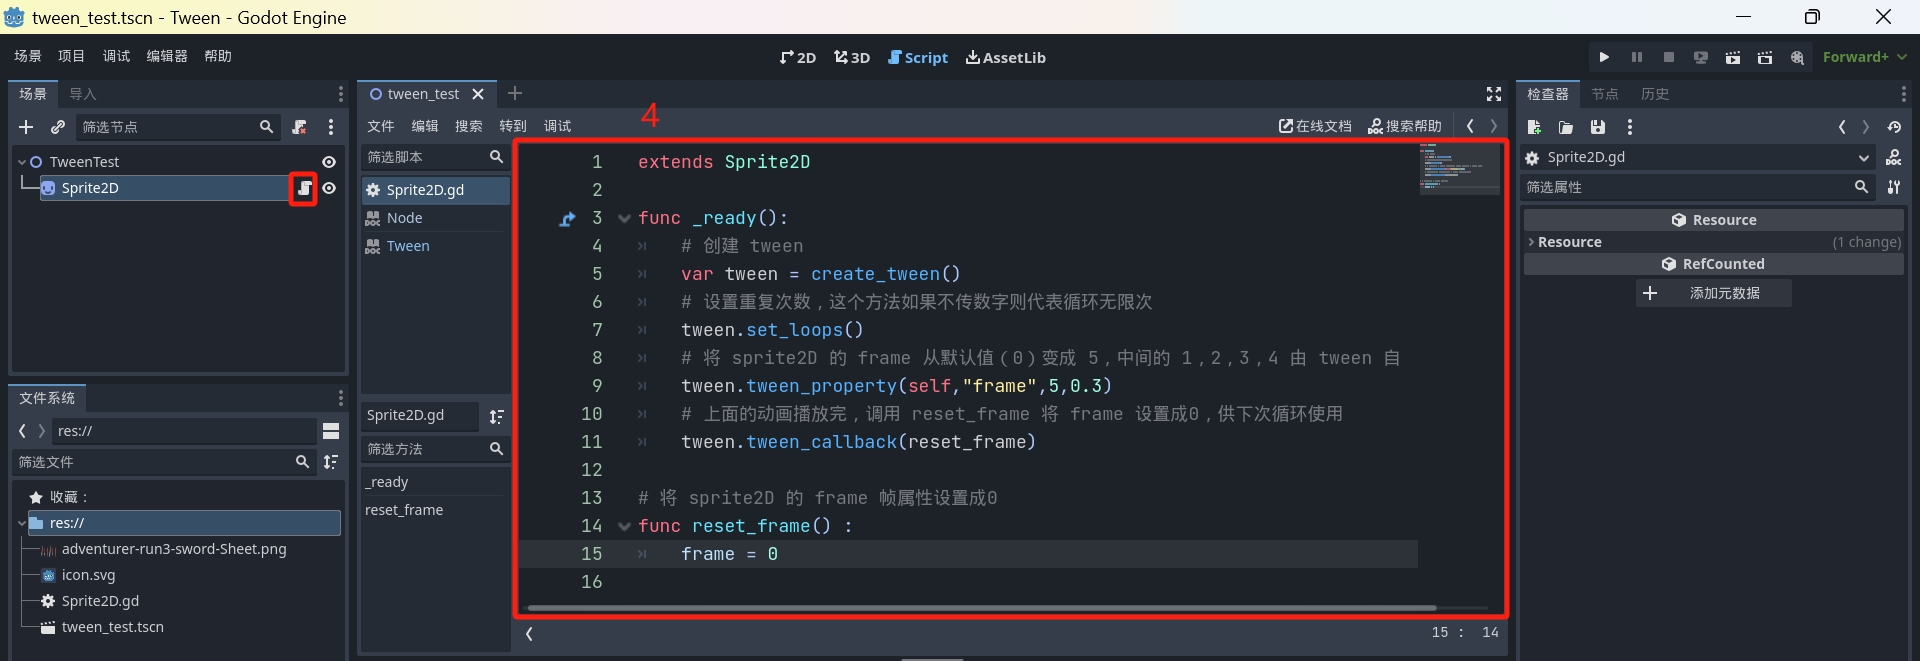 tween_test.tscn - Tween - Godot Engine
场景 项目 调试 编辑器 帮助
2D 3D Script AssetLib
Forward+
场景 导入
筛选节点
TweenTest
Sprite2D
文件系统
res://
筛选文件
收藏：
res://
adventurer-run3-sword-Sheet.png
icon.svg
Sprite2D.gd
tween_test.tscn
tween_test
4
文件 编辑 搜索 转到 调试
在线文档 搜索帮助
筛选脚本
Sprite2D.gd
Node
Tween
Sprite2D.gd
筛选方法
_ready
reset_frame
1 extends Sprite2D
2
3 func _ready():
4 # 创建 tween
5 var tween = create_tween()
6 # 设置重复次数，这个方法如果不传数字则代表循环无限次
7 tween.set_loops()
8 # 将 sprite2D 的 frame 从默认值（0）变成 5，中间的 1，2，3，4 由 tween 自
9 tween.tween_property(self,"frame",5,0.3)
10 # 上面的动画播放完，调用 reset_frame 将 frame 设置成0，供下次循环使用
11 tween.tween_callback(reset_frame)
12
13 # 将 sprite2D 的 frame 帧属性设置成0
14 func reset_frame() :
15 frame = 0
16
15 : 14
检查器 节点 历史
Sprite2D.gd
筛选属性
Resource
Resource (1 change)
RefCounted
添加元数据